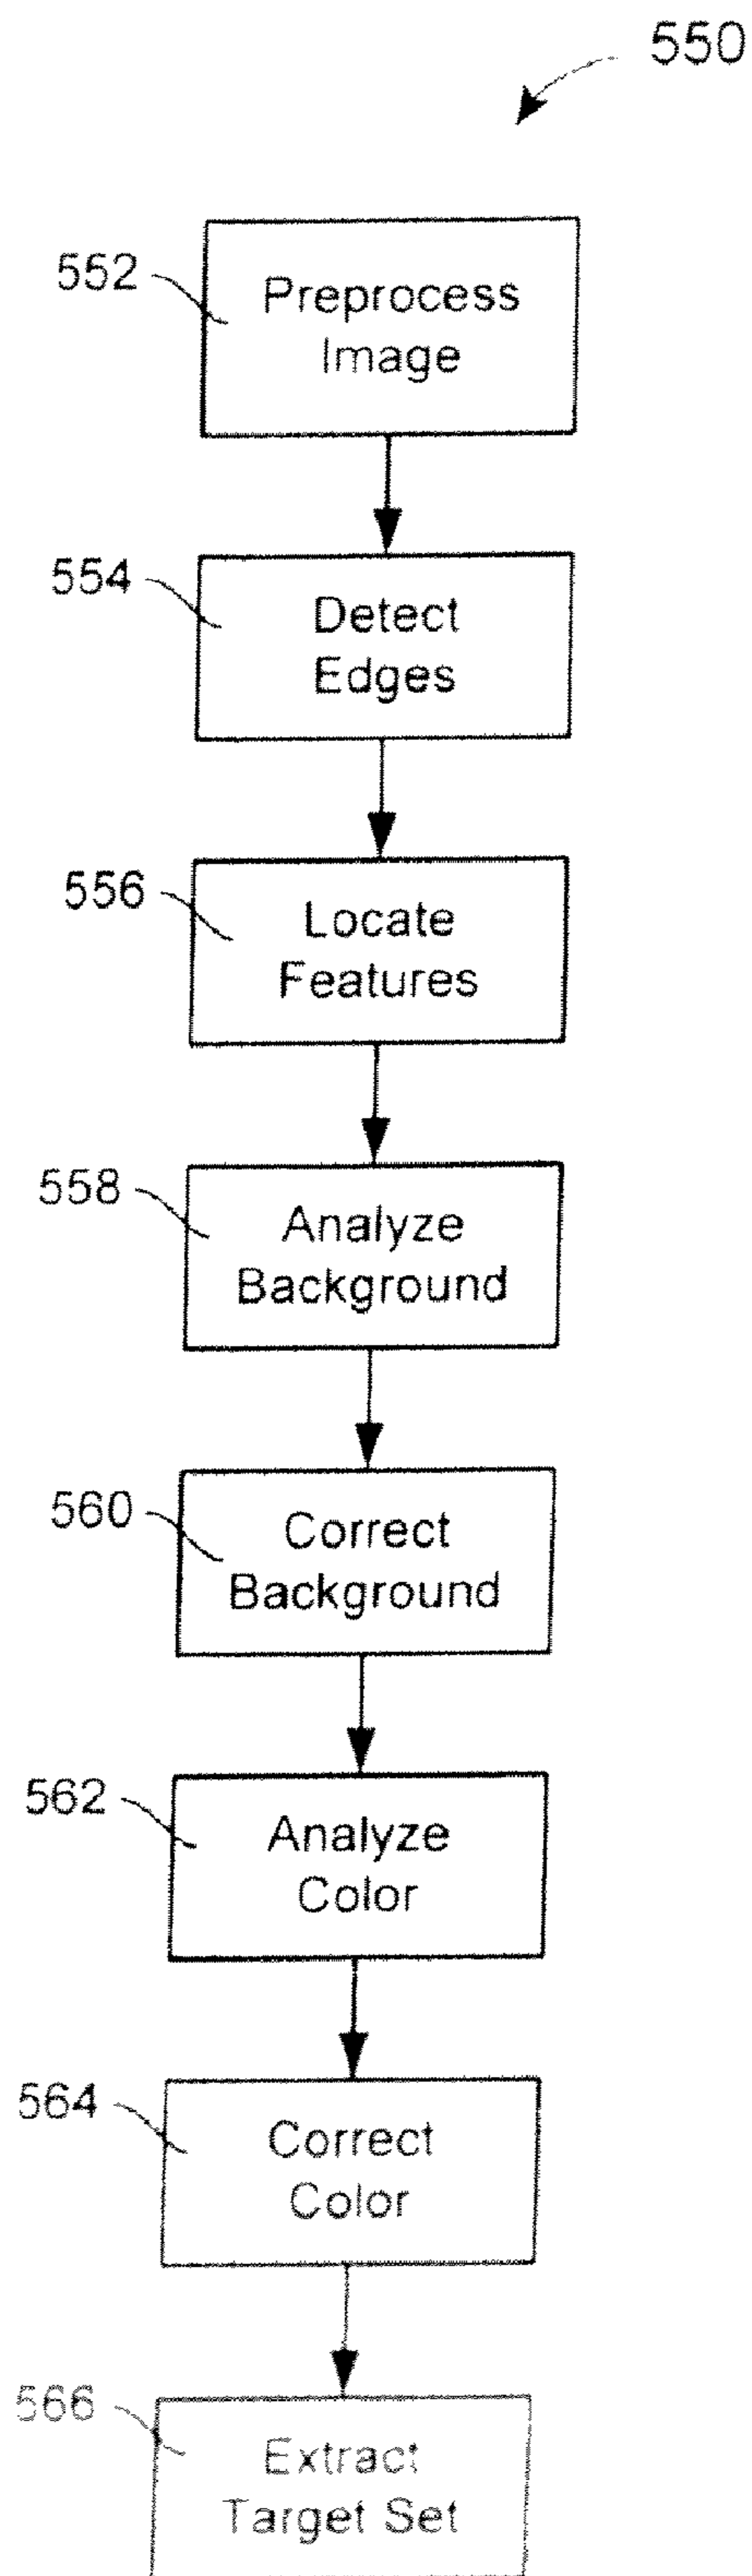 550
552
Preprocess
Image
554
Detect
Edges
556
Locate
Features
558
Analyze
Background
560
Correct
Background
562
Analyze
Color
564
Correct
Color
566
Extract
Target Set